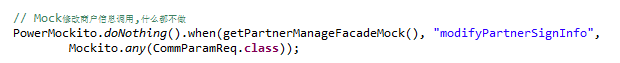 // Mock修改商户信息调用,什么都不做
PowerMockito.doNothing().when(getPartnerManageFacadeMock(), "modifyPartnerSignInfo",
Mockito.any(CommParamReq.class));